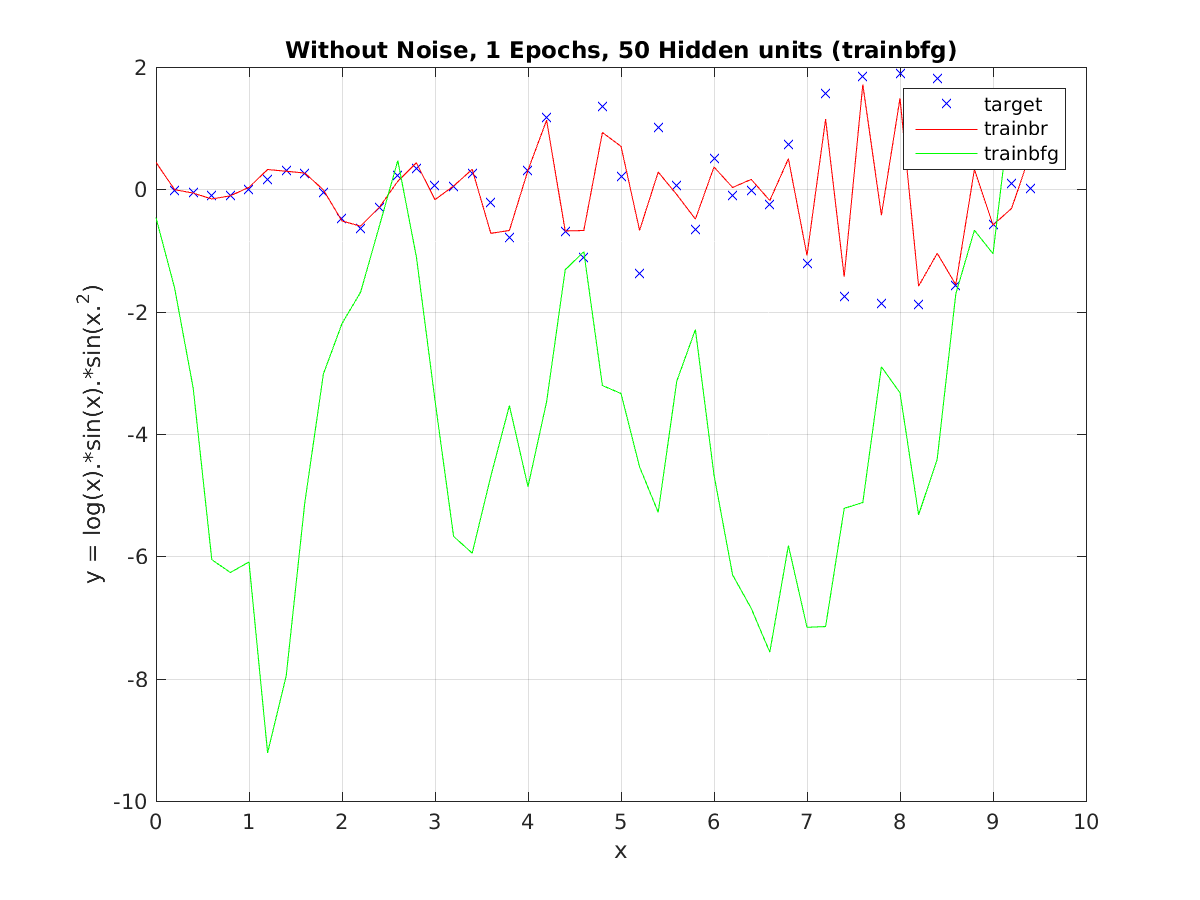 Without Noise, 1 Epochs, 50 Hidden units (trainbfg)
y = log(x).*sin(x).*sin(x.²)
2
0
-2
-4
-6
-8
-10
target
trainbr
trainbfg
0 1 2 3 4 5 6 7 8 9 10
x